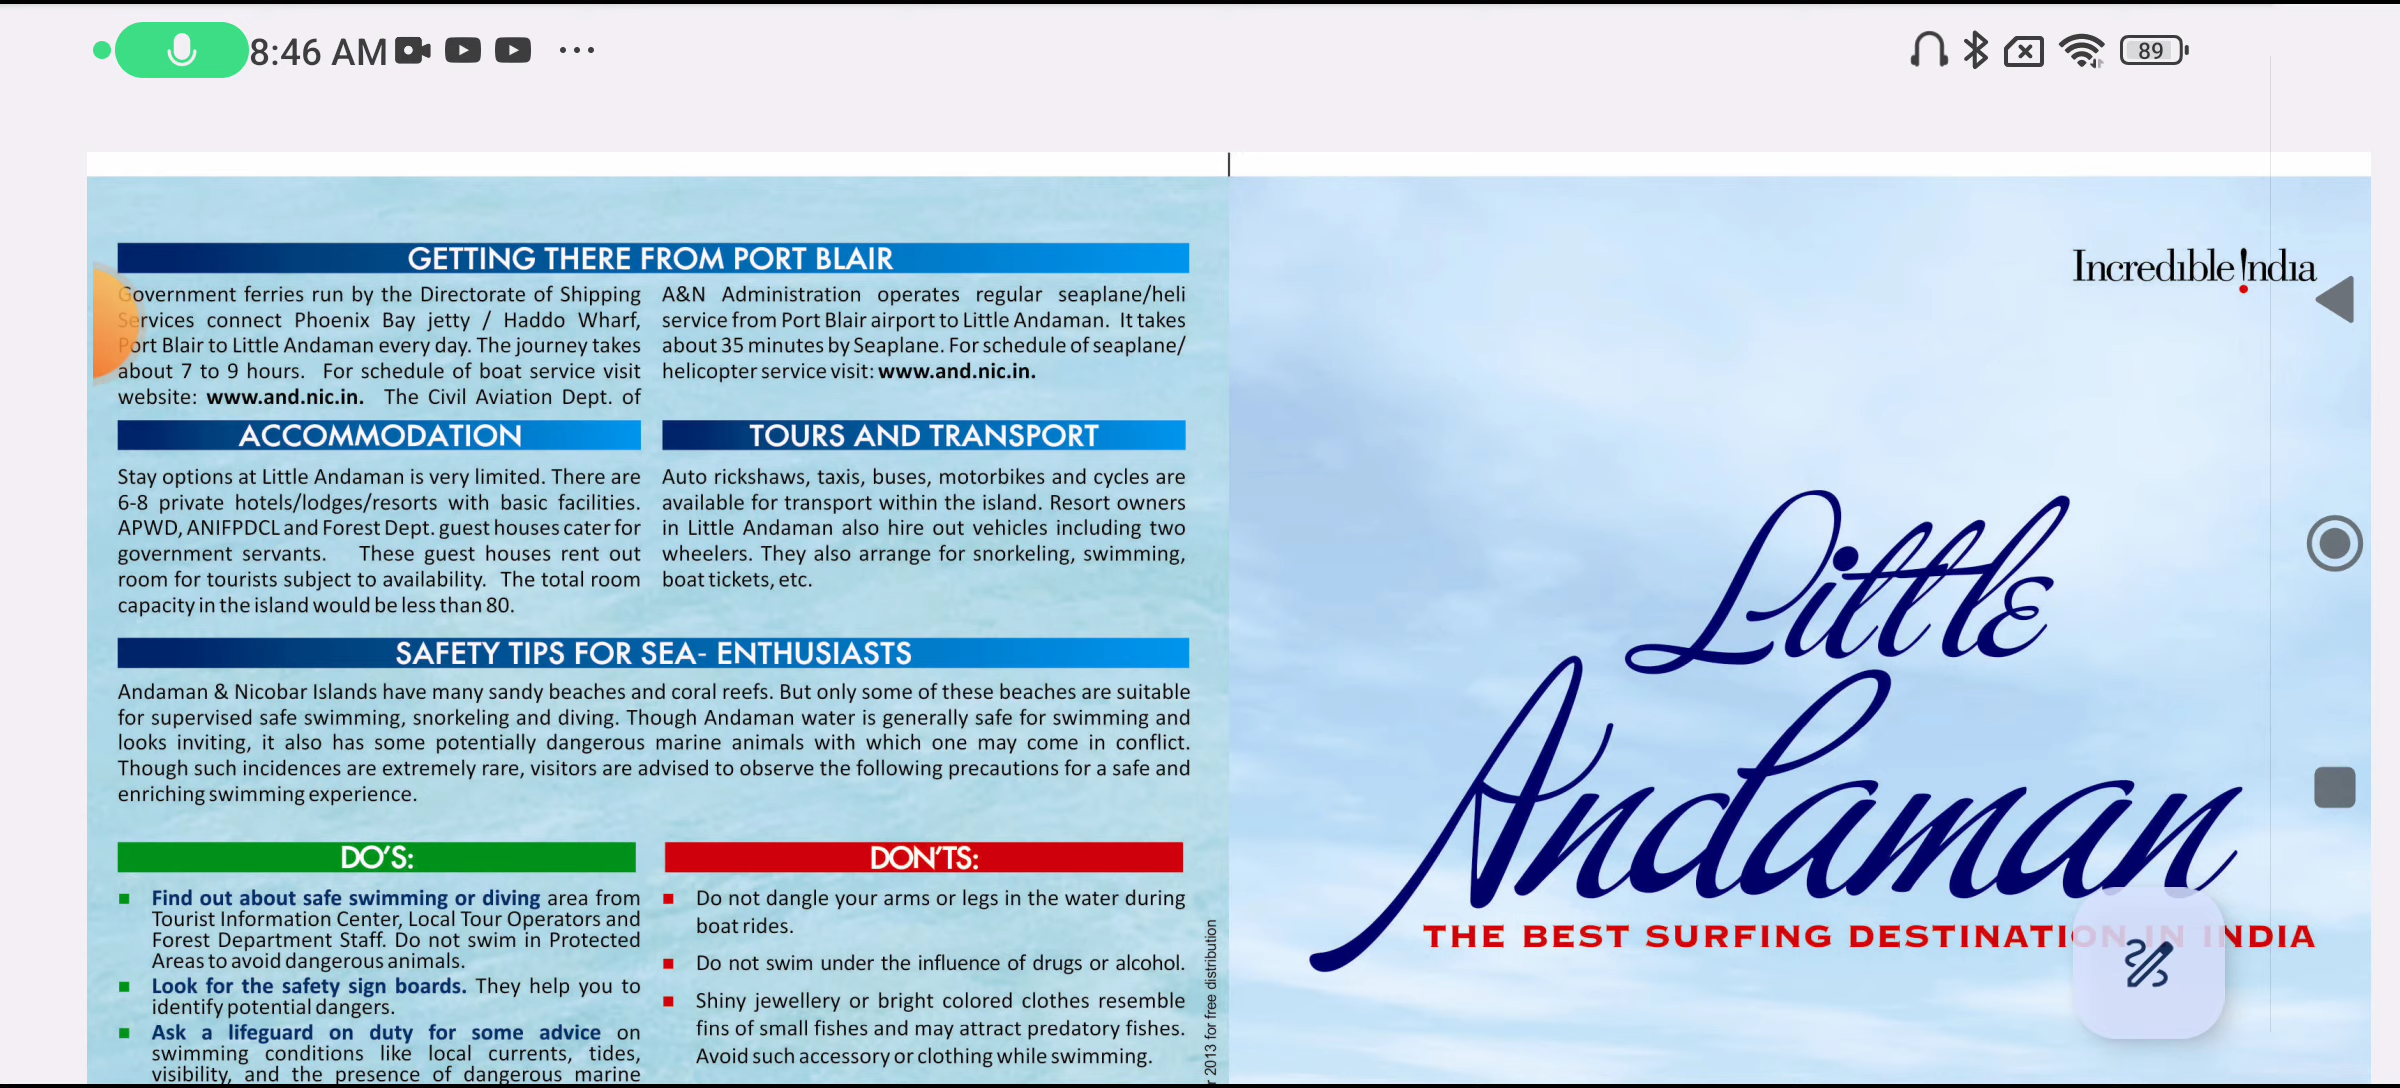 8:46 AM
89
GETTING THERE FROM PORT BLAIR
Government ferries run by the Directorate of Shipping
Services connect Phoenix Bay jetty / Haddo Wharf,
Port Blair to Little Andaman every day. The journey takes
about 7 to 9 hours. For schedule of boat service visit
website: www.and.nic.in. The Civil Aviation Dept. of
A&N Administration operates regular seaplane/heli
service from Port Blair airport to Little Andaman. It takes
about 35 minutes by Seaplane. For schedule of seaplane/
helicopter service visit: www.and.nic.in.
ACCOMMODATION
Stay options at Little Andaman is very limited. There are
6-8 private hotels/lodges/resorts with basic facilities.
APWD, ANIFPDCL and Forest Dept. guest houses cater for
government servants. These guest houses rent out
room for tourists subject to availability. The total room
capacity in the island would be less than 80.
TOURS AND TRANSPORT
Auto rickshaws, taxis, buses, motorbikes and cycles are
available for transport within the island. Resort owners
in Little Andaman also hire out vehicles including two
wheelers. They also arrange for snorkeling, swimming,
boat tickets, etc.
SAFETY TIPS FOR SEA- ENTHUSIASTS
Andaman & Nicobar Islands have many sandy beaches and coral reefs. But only some of these beaches are suitable
for supervised safe swimming, snorkeling and diving. Though Andaman water is generally safe for swimming and
looks inviting, it also has some potentially dangerous marine animals with which one may come in conflict.
Though such incidences are extremely rare, visitors are advised to observe the following precautions for a safe and
enriching swimming experience.
DO'S:
Find out about safe swimming or diving area from
Tourist Information Center, Local Tour Operators and
Forest Department Staff. Do not swim in Protected
Areas to avoid dangerous animals.
Look for the safety sign boards. They help you to
identify potential dangers.
Ask a lifeguard on duty for some advice on
swimming conditions like local currents, tides,
visibility, and the presence of dangerous marine
DON'TS:
Do not dangle your arms or legs in the water during
boat rides.
Do not swim under the influence of drugs or alcohol.
Shiny jewellery or bright colored clothes resemble
fins of small fishes and may attract predatory fishes.
Avoid such accessory or clothing while swimming.
2013 for free distribution
Incredible !ndia
Little
Andaman
THE BEST SURFING DESTINATION IN INDIA